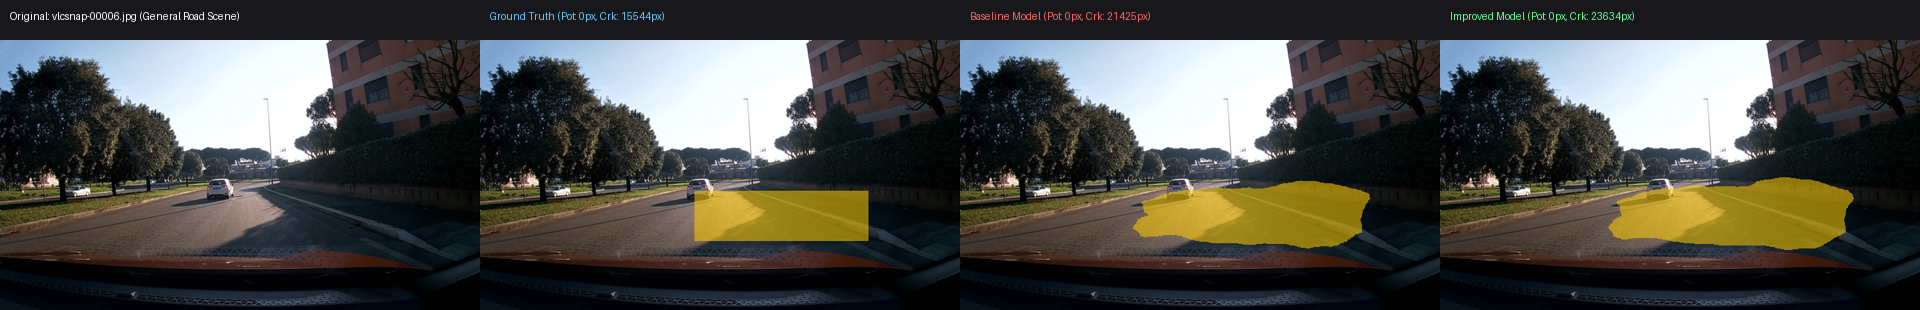 Original: vlcsnap-00006.jpg (General Road Scene)
Ground Truth (Pot: 0px, Crk: 15544px)
Baseline Model (Pot: 0px, Crk: 21425px)
Improved Model (Pot: 0px, Crk: 23634px)